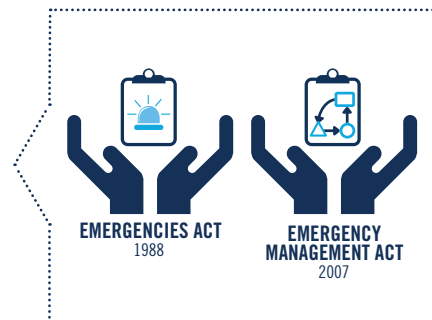 EMERGENCIES ACT
1988
EMERGENCY
MANAGEMENT ACT
2007